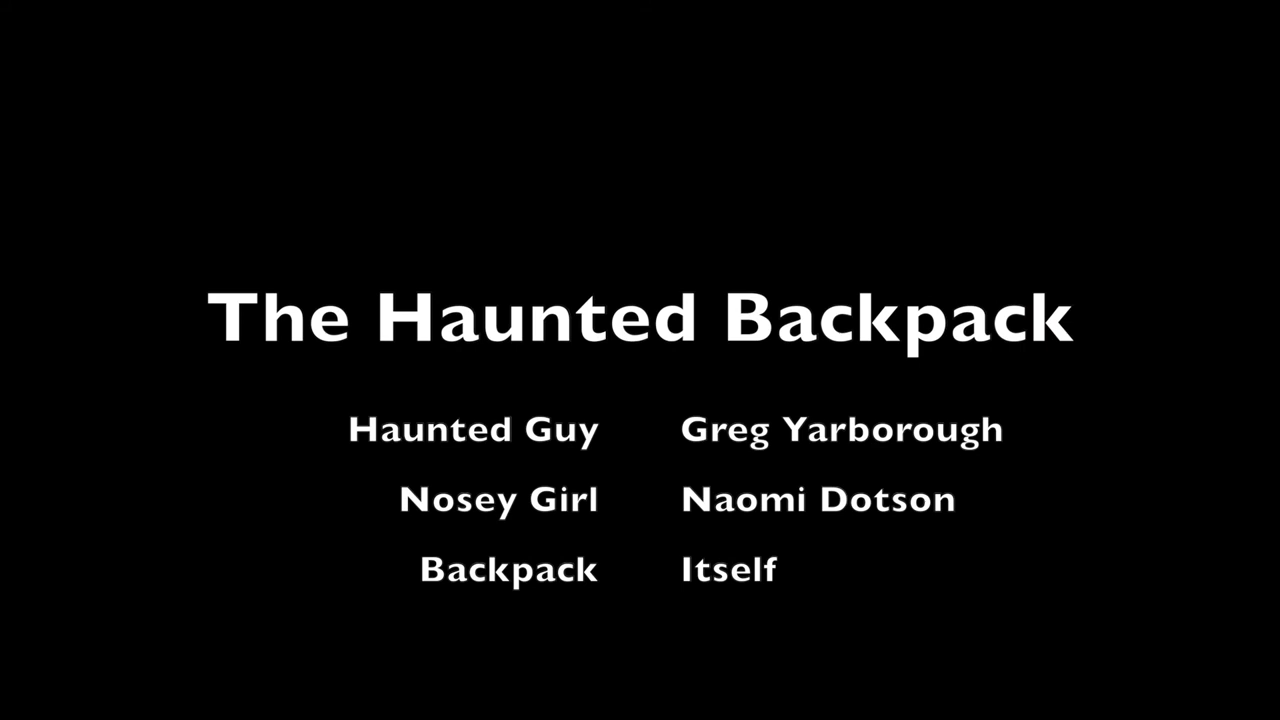 The Haunted Backpack
Haunted Guy Greg Yarborough
Nosey Girl Naomi Dotson
Backpack Itself